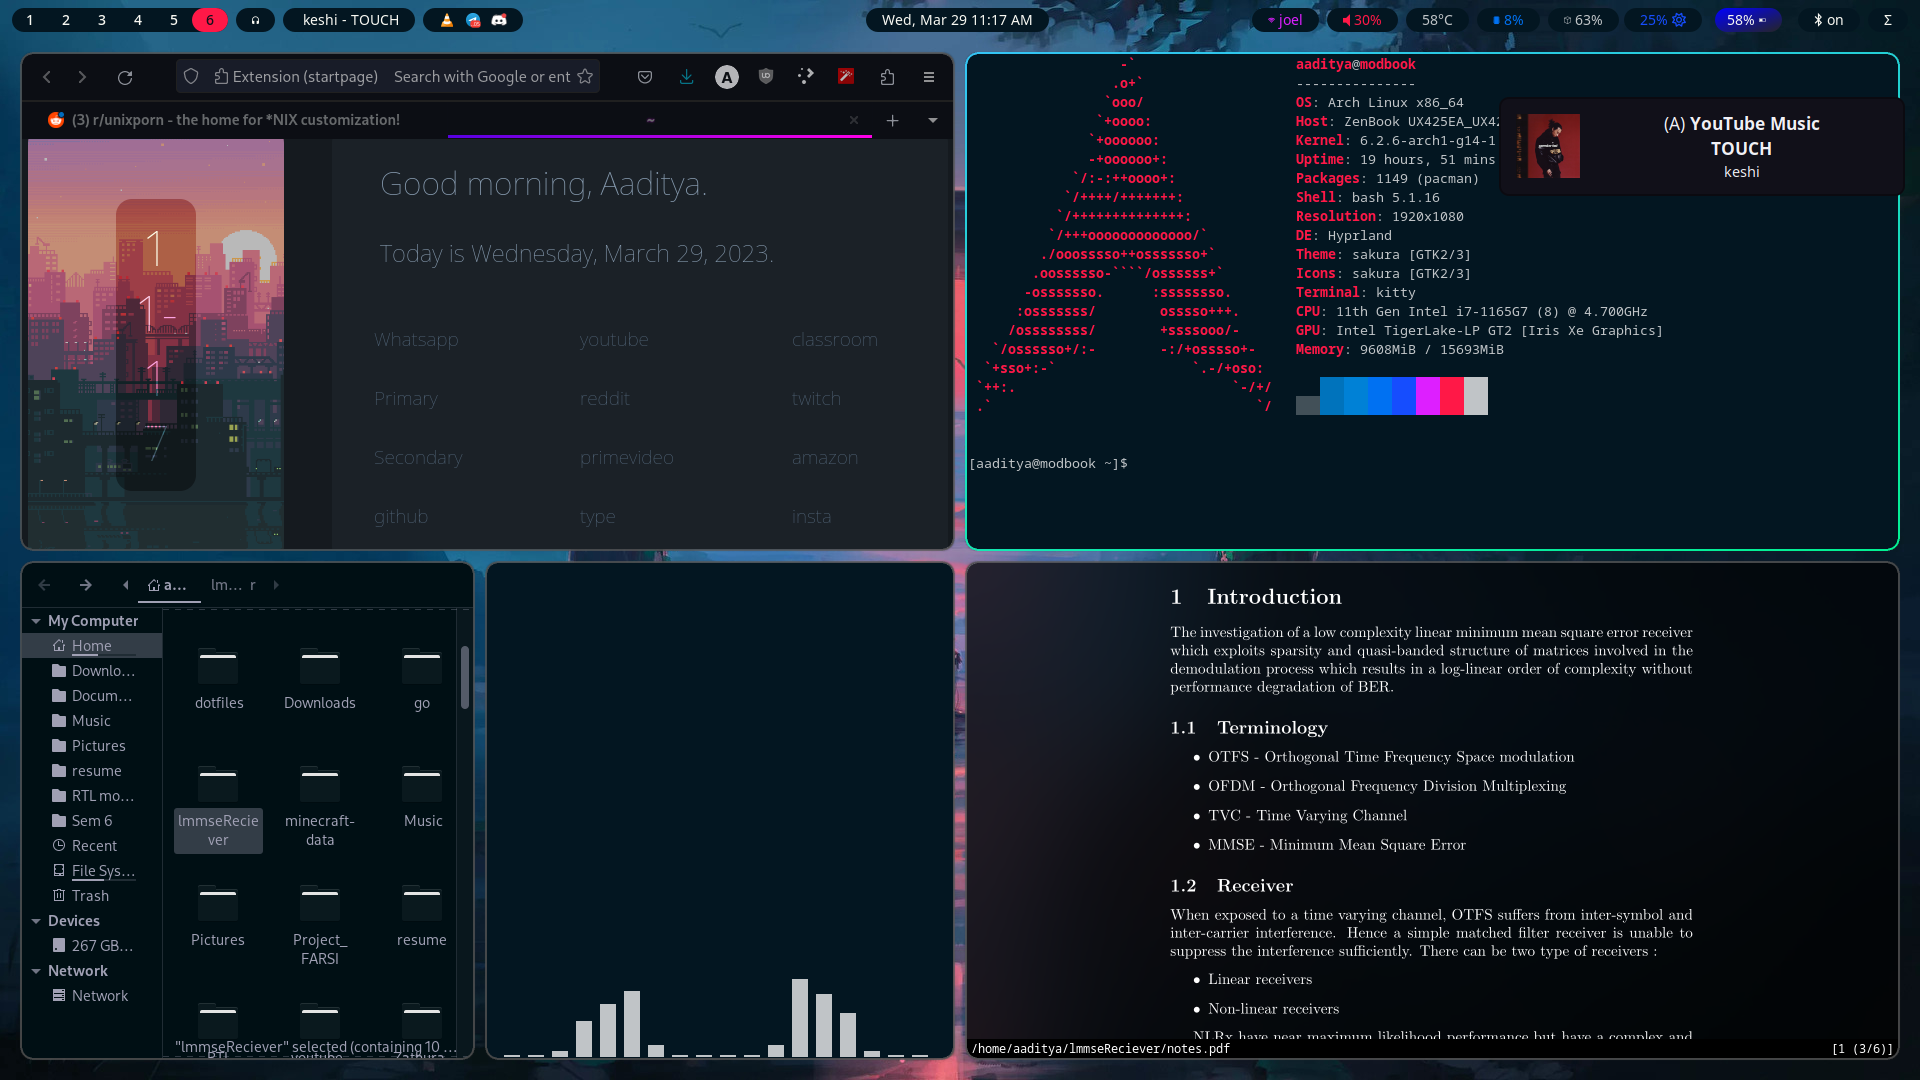 1 2 3 4 5 6 keshi - TOUCH Wed, Mar 29 11:17 AM joel 30% 58°C 8% 63% 25% 58% on Σ
Extension (startpage) Search with Google or ent A
(3) r/unixporn - the home for *NIX customization! ~
1
1
1
7
Good morning, Aaditya.
Today is Wednesday, March 29, 2023.
Whatsapp youtube classroom
Primary reddit twitch
Secondary primevideo amazon
github type insta
aaditya@modbook
---------------
OS: Arch Linux x86_64
Host: ZenBook UX425EA_UX42
Kernel: 6.2.6-arch1-g14-1
Uptime: 19 hours, 51 mins
Packages: 1149 (pacman)
Shell: bash 5.1.16
Resolution: 1920x1080
DE: Hyprland
Theme: sakura [GTK2/3]
Icons: sakura [GTK2/3]
Terminal: kitty
CPU: 11th Gen Intel i7-1165G7 (8) @ 4.700GHz
GPU: Intel TigerLake-LP GT2 [Iris Xe Graphics]
Memory: 9608MiB / 15693MiB
[aaditya@modbook ~]$
(A) YouTube Music
TOUCH
keshi
a... lm... r
My Computer
Home
Downlo...
Docum...
Music
Pictures
resume
RTL mo...
Sem 6
Recent
File Sys...
Trash
Devices
267 GB...
Network
Network
dotfiles Downloads go
lmmseRecie
ver
minecraft-
data
Music
Pictures
Project_
FARSI
resume
"lmmseReciever" selected (containing 10 ...
1 Introduction
The investigation of a low complexity linear minimum mean square error receiver
which exploits sparsity and quasi-banded structure of matrices involved in the
demodulation process which results in a log-linear order of complexity without
performance degradation of BER.
1.1 Terminology
• OTFS - Orthogonal Time Frequency Space modulation
• OFDM - Orthogonal Frequency Division Multiplexing
• TVC - Time Varying Channel
• MMSE - Minimum Mean Square Error
1.2 Receiver
When exposed to a time varying channel, OTFS suffers from inter-symbol and
inter-carrier interference. Hence a simple matched filter receiver is unable to
suppress the interference sufficiently. There can be two type of receivers :
• Linear receivers
• Non-linear receivers
NLRx have near maximum likelihood performance but have a complex and
/home/aaditya/lmmseReciever/notes.pdf [1 (3/6)]